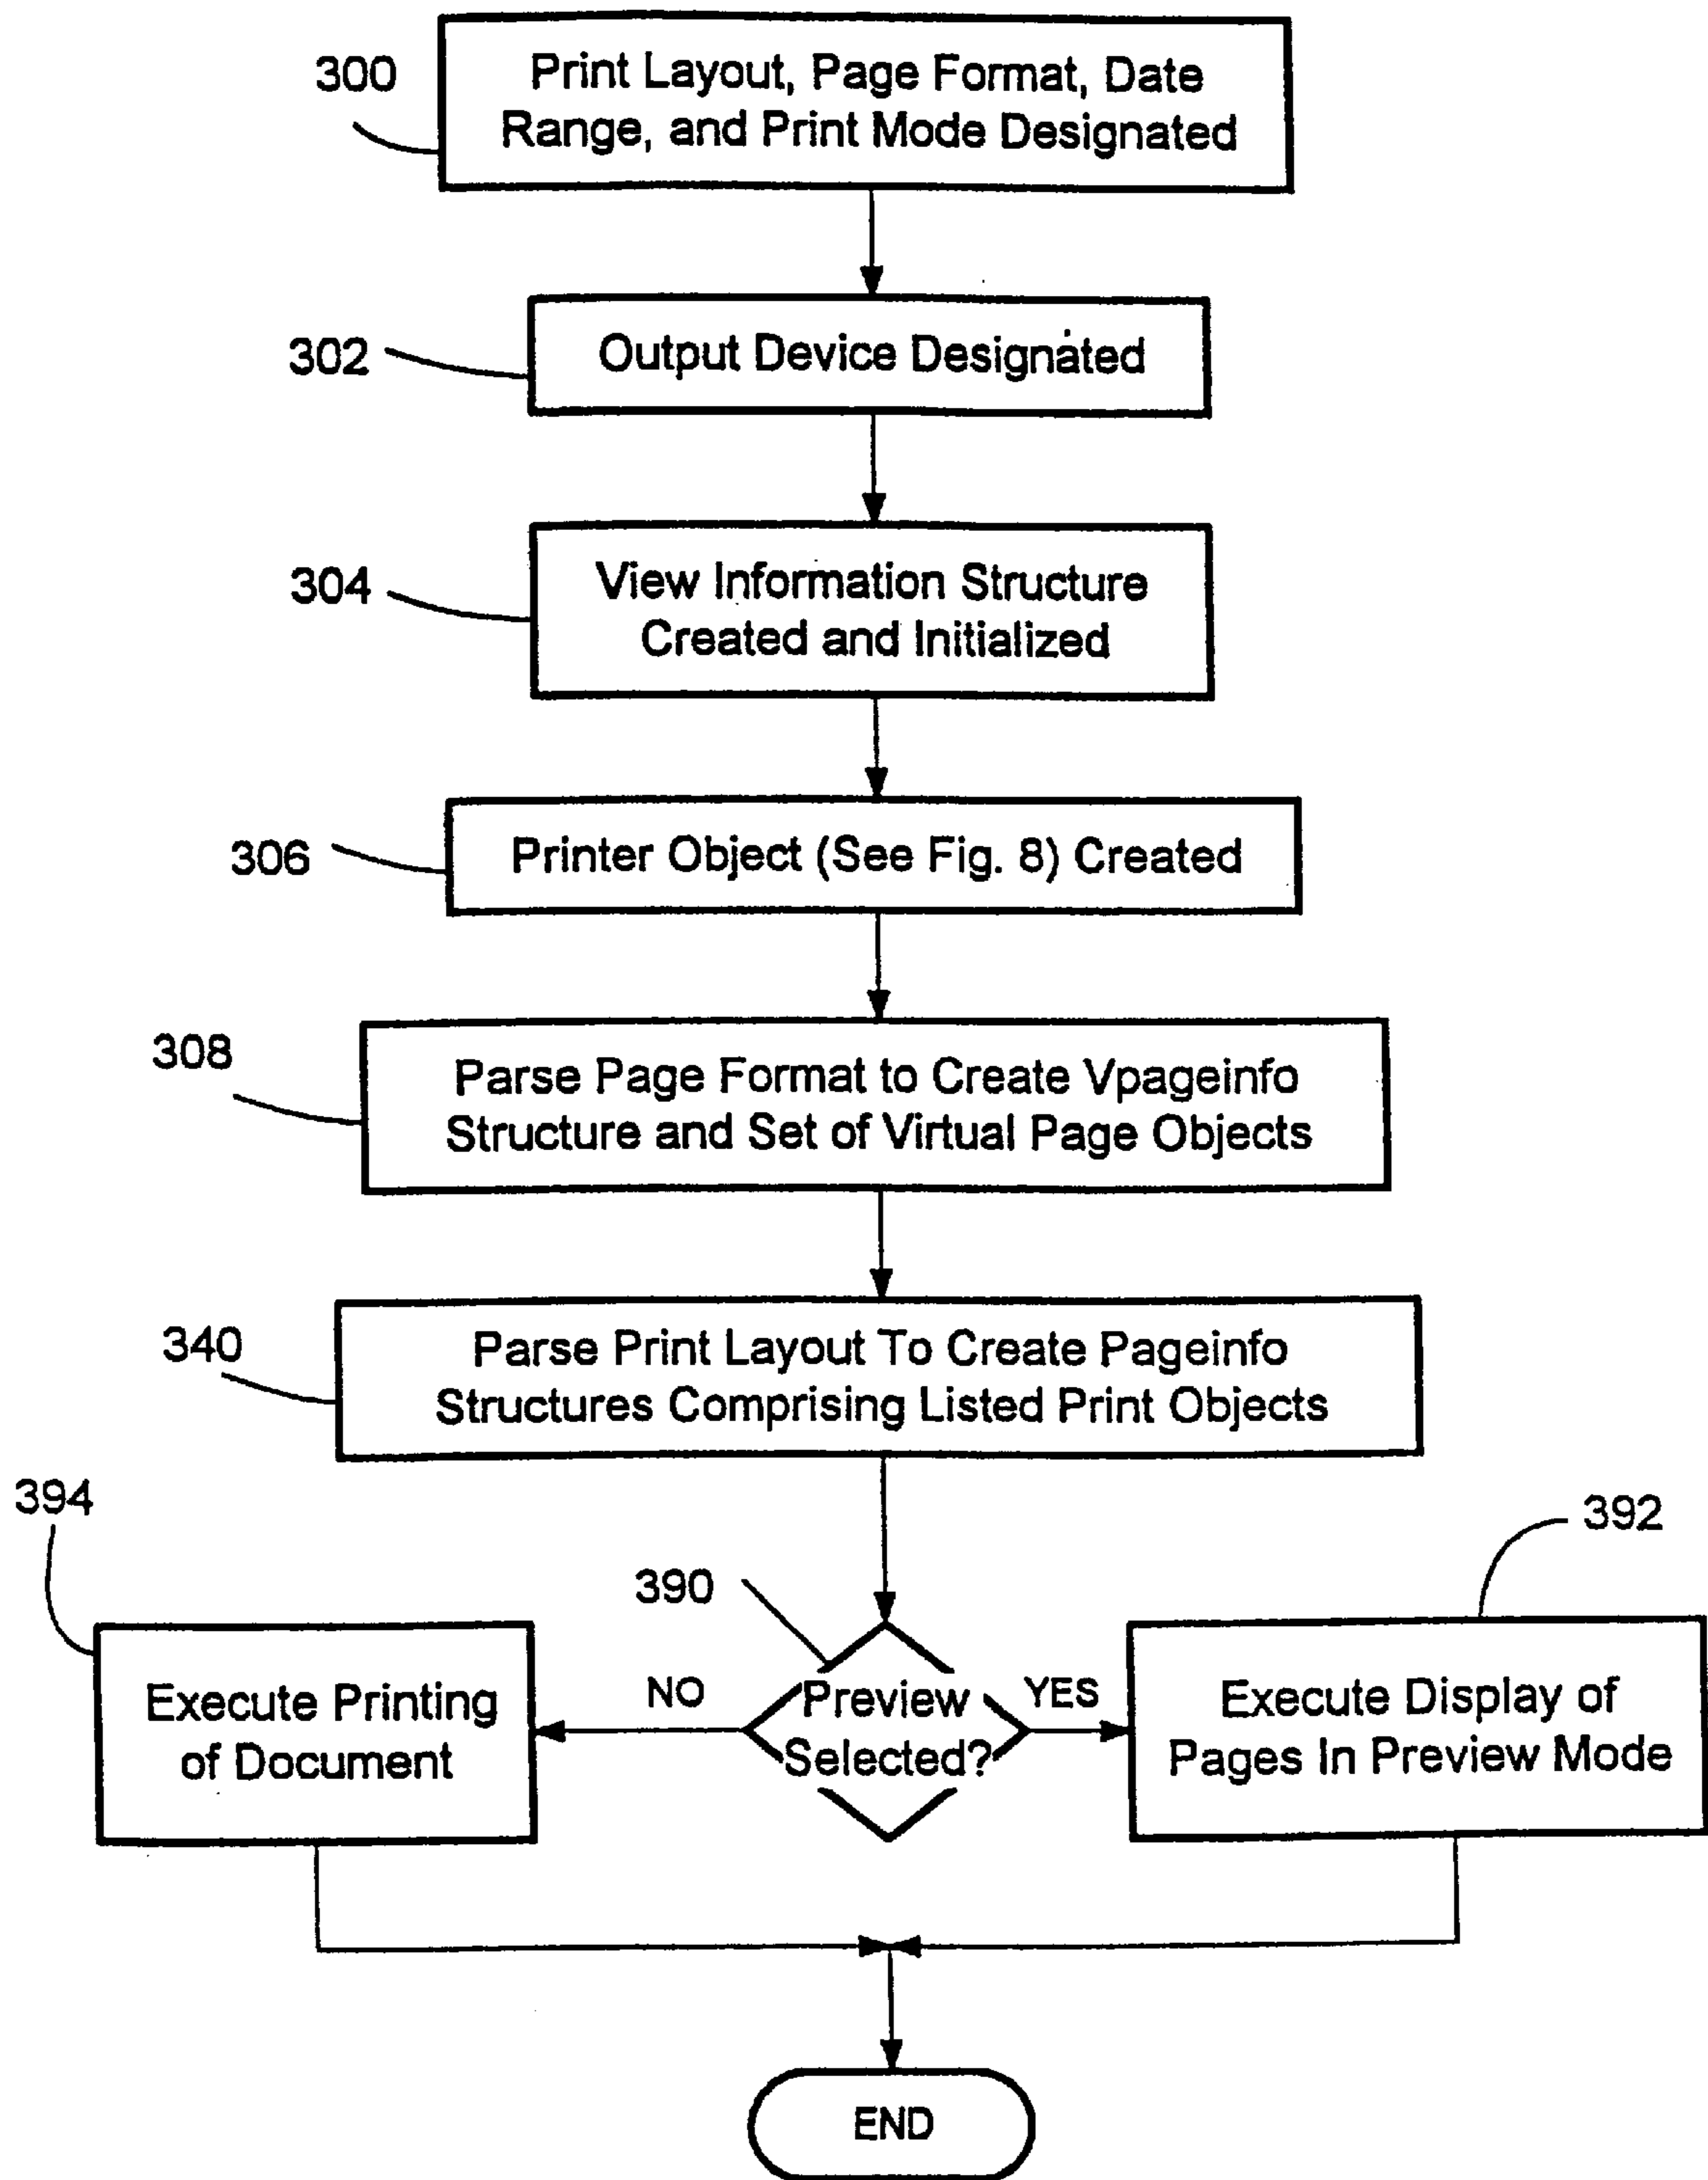 300
Print Layout, Page Format, Date
Range, and Print Mode Designated
302
Output Device Designated
304
View Information Structure
Created and Initialized
306
Printer Object (See Fig. 8) Created
308
Parse Page Format to Create Vpageinfo
Structure and Set of Virtual Page Objects
340
Parse Print Layout To Create Pageinfo
Structures Comprising Listed Print Objects
394
392
390
Execute Printing
of Document
NO
Preview
Selected?
YES
Execute Display of
Pages In Preview Mode
END